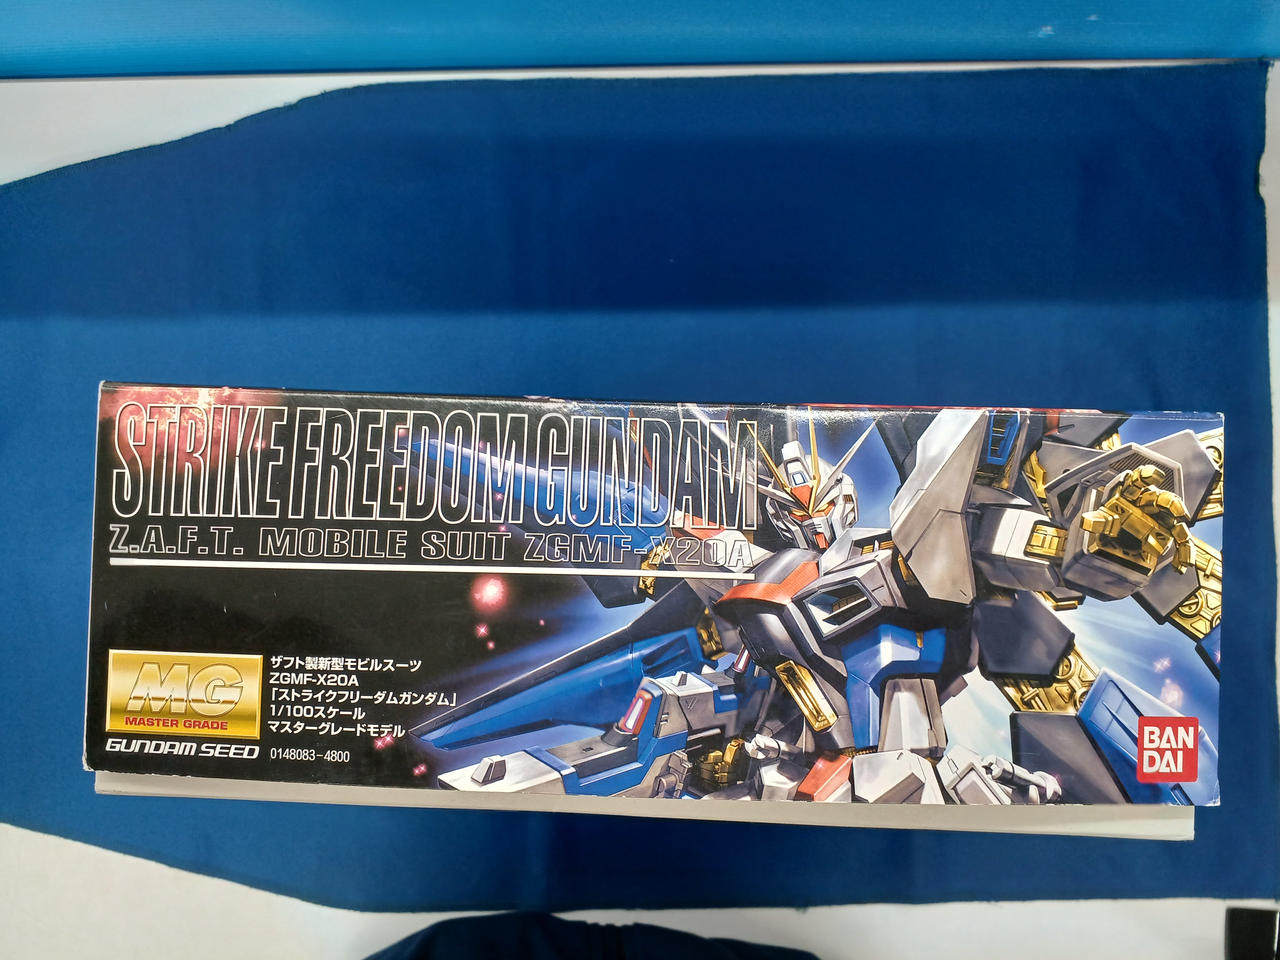 STRIKE FREEDOM GUNDAM
Z.A.F.T. MOBILE SUIT ZGMF-X20A
MG
MASTER GRADE
GUNDAM SEED
ザフト製新型モビルスーツ
ZGMF-X20A
「ストライクフリーダムガンダム」
1/100スケール
マスターグレードモデル
0148083-4800
BAN
DAI